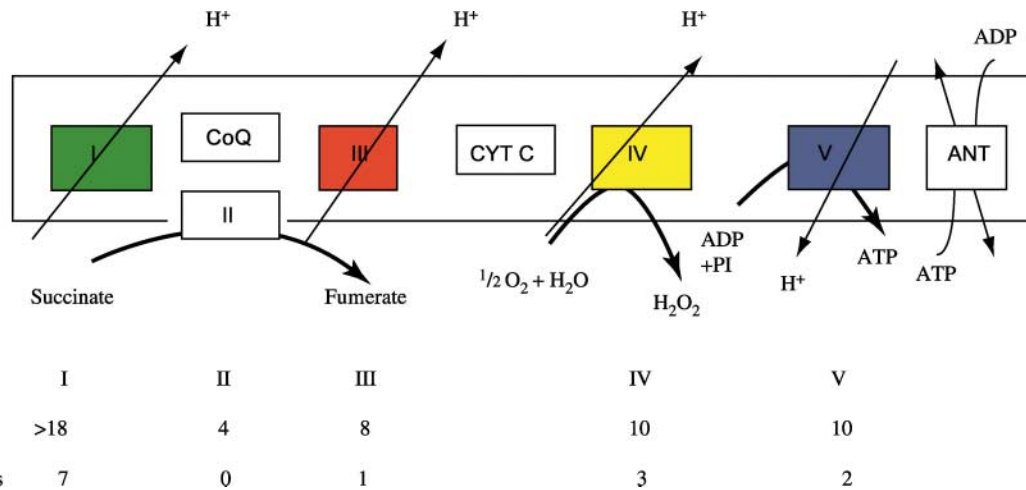 H⁺ H⁺ H⁺ ADP
I CoQ III CYT C IV V ANT
II
Succinate Fumerate ½ O₂ + H₂O H₂O₂ ADP +PI H⁺ ATP ATP
I II III IV V
>18 4 8 10 10
s 7 0 1 3 2